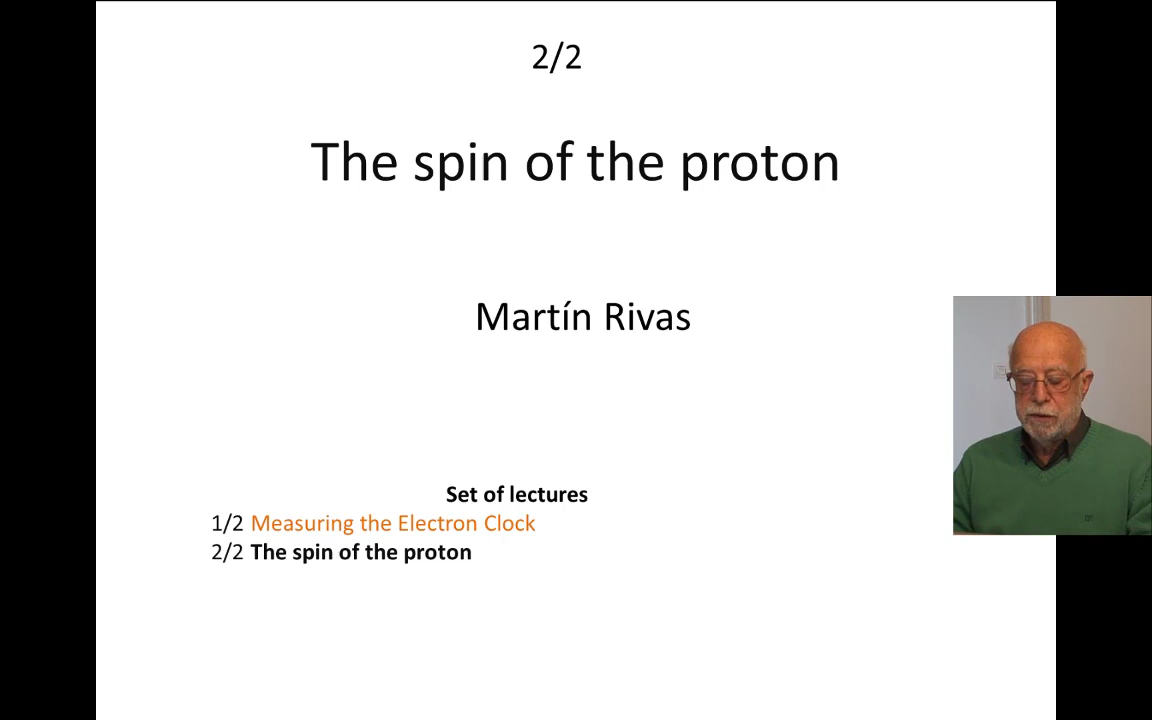 2/2
The spin of the proton
Martín Rivas
Set of lectures
1/2 Measuring the Electron Clock
2/2 The spin of the proton